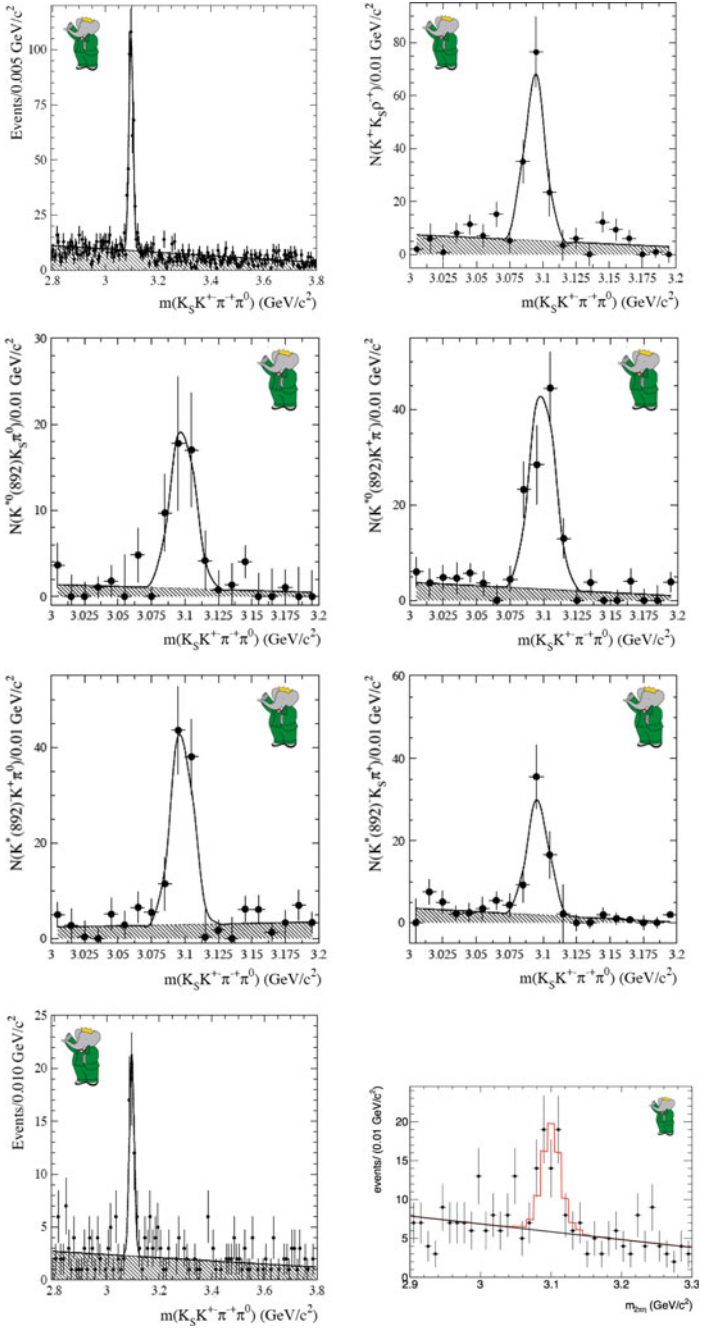 Events/0.005 GeV/c²
100
75
50
25
0
2.8 3 3.2 3.4 3.6 3.8
m(K_S K⁺⁻π⁻⁺π⁰) (GeV/c²)
N(K⁺⁻K_Sρ⁻⁺)/0.01 GeV/c²
80
60
40
20
0
3 3.025 3.05 3.075 3.1 3.125 3.15 3.175 3.2
m(K_S K⁺⁻π⁻⁺π⁰) (GeV/c²)
N(K*⁰(892)K_Sπ⁰)/0.01 GeV/c²
30
20
10
0
3 3.025 3.05 3.075 3.1 3.125 3.15 3.175 3.2
m(K_S K⁺⁻π⁻⁺π⁰) (GeV/c²)
N(K*⁰(892)K⁺π⁻)/0.01 GeV/c²
40
20
0
3 3.025 3.05 3.075 3.1 3.125 3.15 3.175 3.2
m(K_S K⁺⁻π⁻⁺π⁰) (GeV/c²)
N(K*(892)⁻K⁺π⁰)/0.01 GeV/c²
40
20
0
3 3.025 3.05 3.075 3.1 3.125 3.15 3.175 3.2
m(K_S K⁺⁻π⁻⁺π⁰) (GeV/c²)
N(K*(892)⁻K_Sπ⁺)/0.01 GeV/c²
60
40
20
0
3 3.025 3.05 3.075 3.1 3.125 3.15 3.175 3.2
m(K_S K⁺⁻π⁻⁺π⁰) (GeV/c²)
Events/0.010 GeV/c²
25
20
15
10
5
0
2.8 3 3.2 3.4 3.6 3.8
m(K_S K⁺⁻π⁻⁺π⁰) (GeV/c²)
events/ (0.01 GeV/c²)
20
15
10
5
0
2.9 3 3.1 3.2 3.3
m₂πη (GeV/c²)